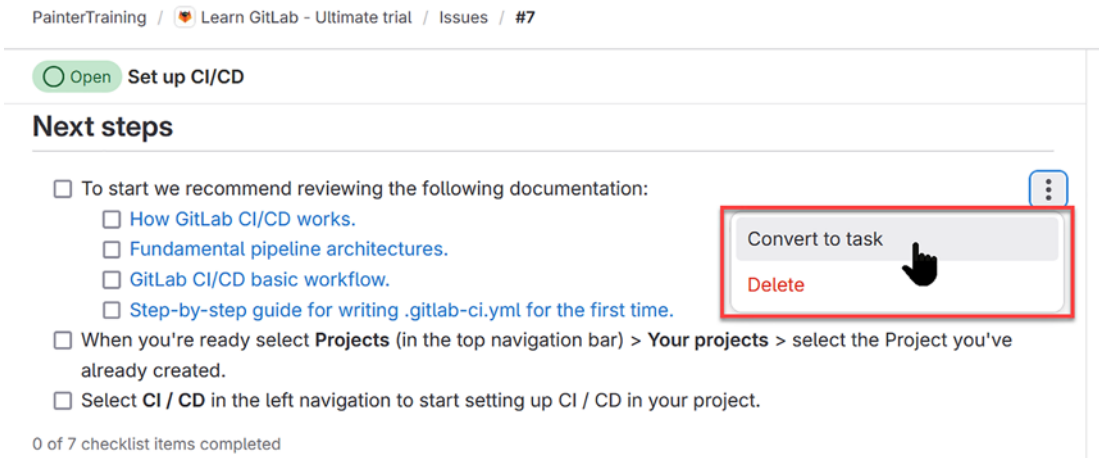 PainterTraining / Learn GitLab - Ultimate trial / Issues / #7
Open Set up CI/CD
Next steps
To start we recommend reviewing the following documentation:
How GitLab CI/CD works.
Fundamental pipeline architectures.
GitLab CI/CD basic workflow.
Step-by-step guide for writing .gitlab-ci.yml for the first time.
Convert to task
Delete
When you're ready select Projects (in the top navigation bar) > Your projects > select the Project you've
already created.
Select CI / CD in the left navigation to start setting up CI / CD in your project.
0 of 7 checklist items completed